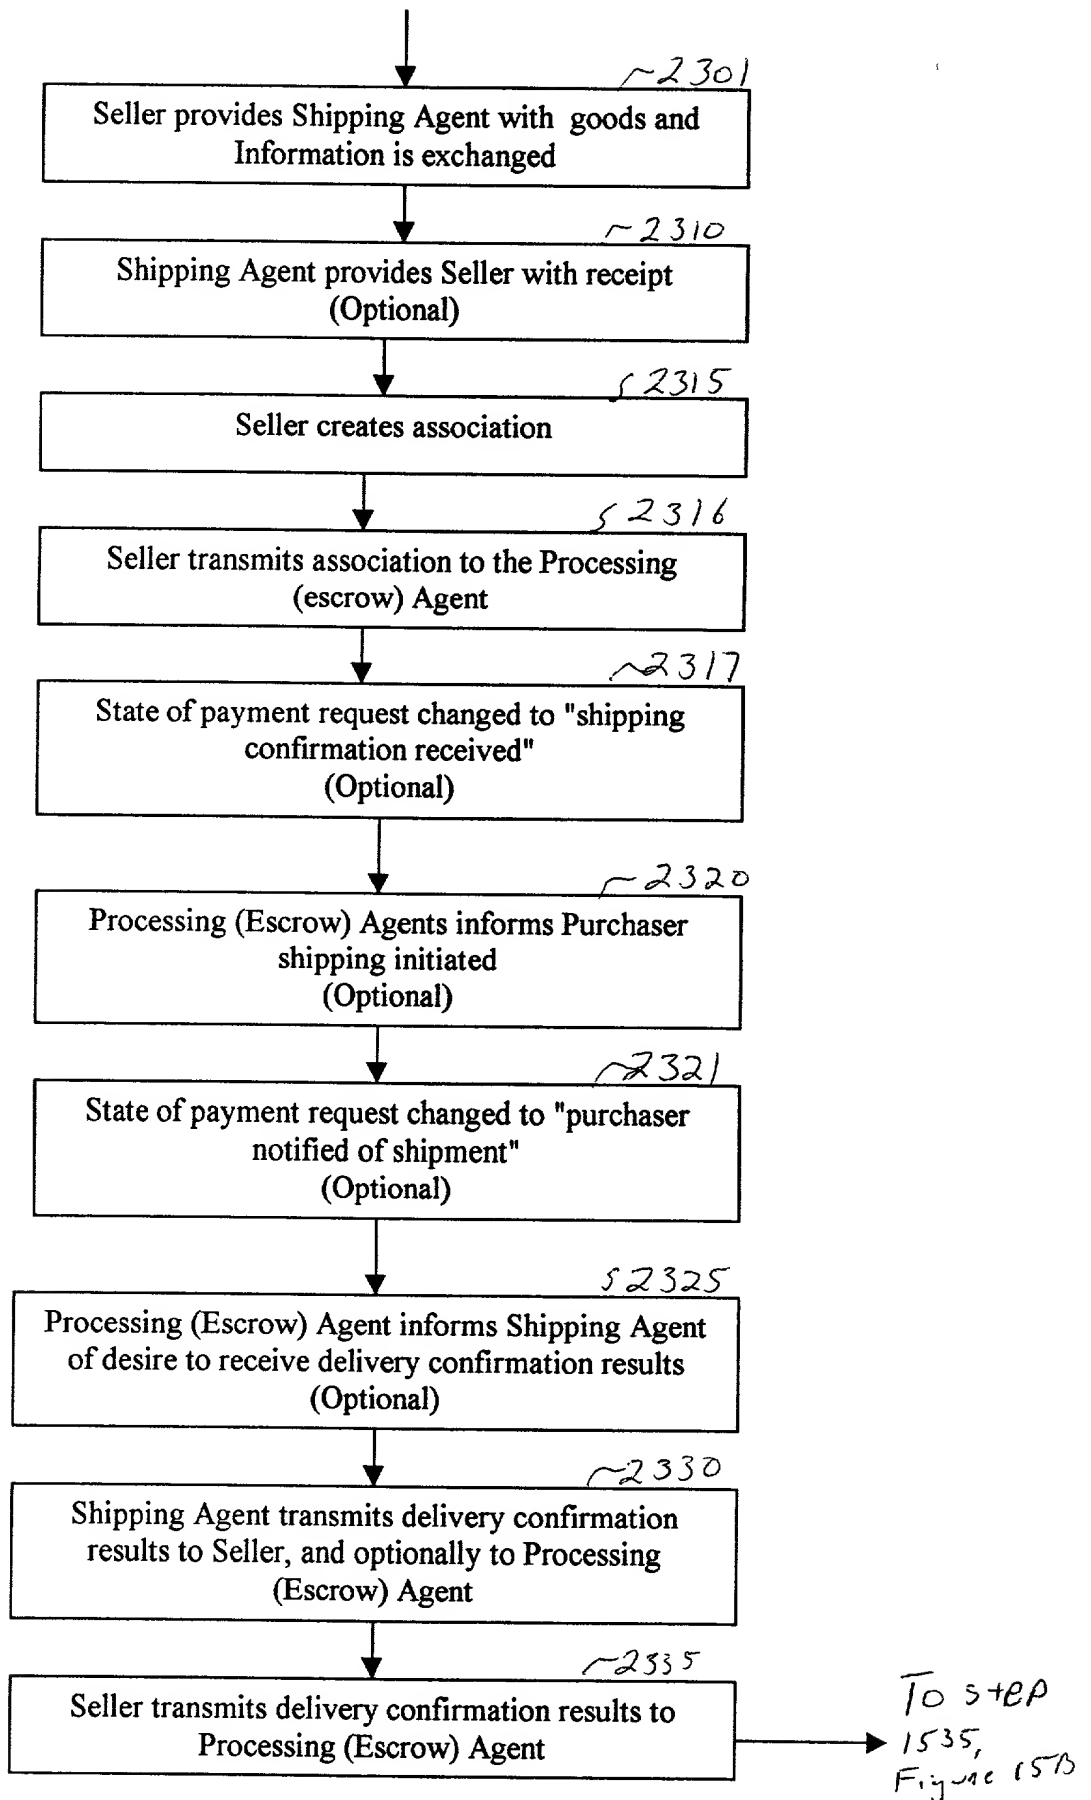 ~2301
Seller provides Shipping Agent with goods and
Information is exchanged
~2310
Shipping Agent provides Seller with receipt
(Optional)
2315
Seller creates association
2316
Seller transmits association to the Processing
(escrow) Agent
~2317
State of payment request changed to "shipping
confirmation received"
(Optional)
~2320
Processing (Escrow) Agents informs Purchaser
shipping initiated
(Optional)
~2321
State of payment request changed to "purchaser
notified of shipment"
(Optional)
2325
Processing (Escrow) Agent informs Shipping Agent
of desire to receive delivery confirmation results
(Optional)
~2330
Shipping Agent transmits delivery confirmation
results to Seller, and optionally to Processing
(Escrow) Agent
~2335
Seller transmits delivery confirmation results to
Processing (Escrow) Agent
To step
1535,
Figure 15B